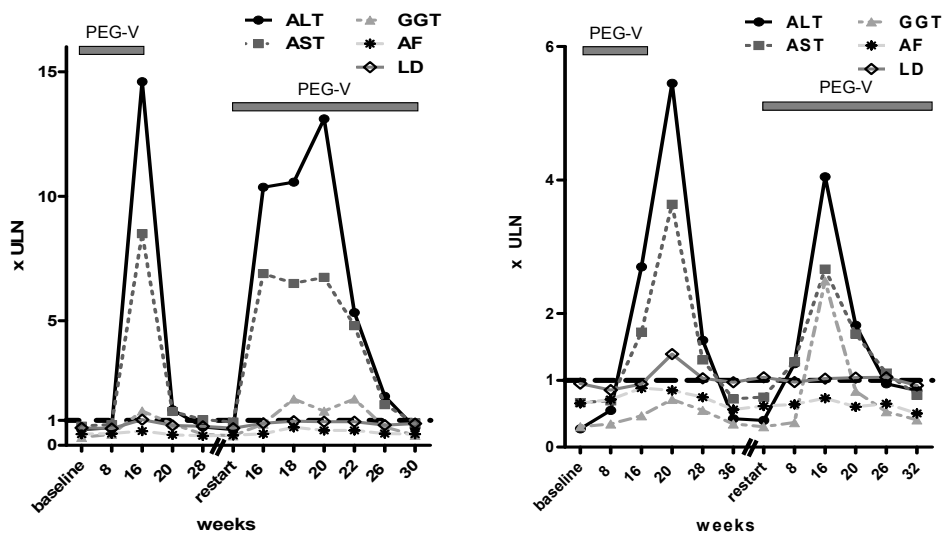 ALT
GGT
AST
AF
LD
PEG-V
PEG-V
x ULN
15
10
5
1
0
baseline
8
16
20
28
restart
16
18
20
22
26
30
weeks
ALT
GGT
AST
AF
LD
PEG-V
PEG-V
x ULN
6
4
2
1
0
baseline
8
16
20
28
36
restart
8
16
20
26
32
weeks